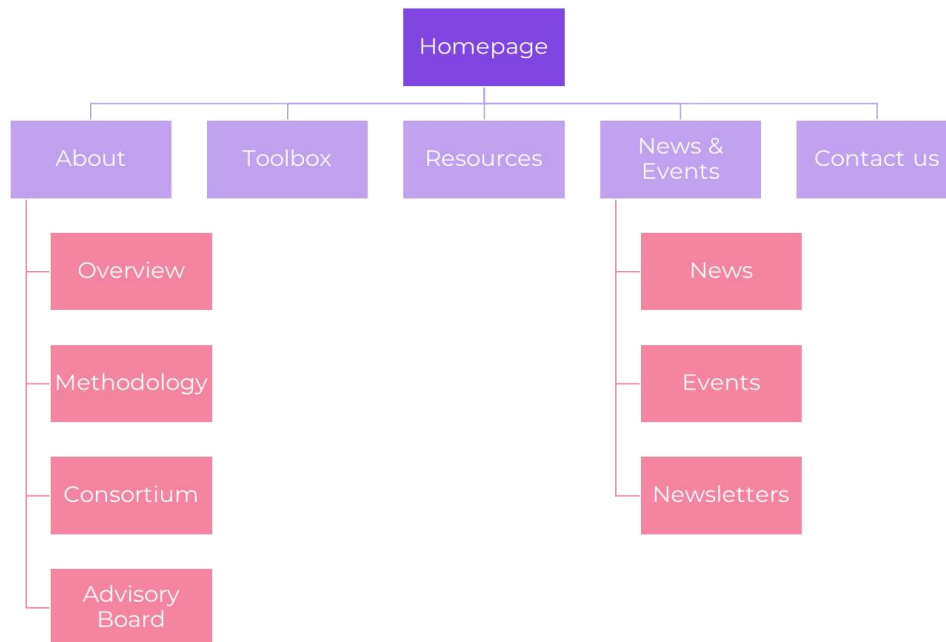 Homepage
About
Toolbox
Resources
News &
Events
Contact us
Overview
Methodology
Consortium
Advisory
Board
News
Events
Newsletters